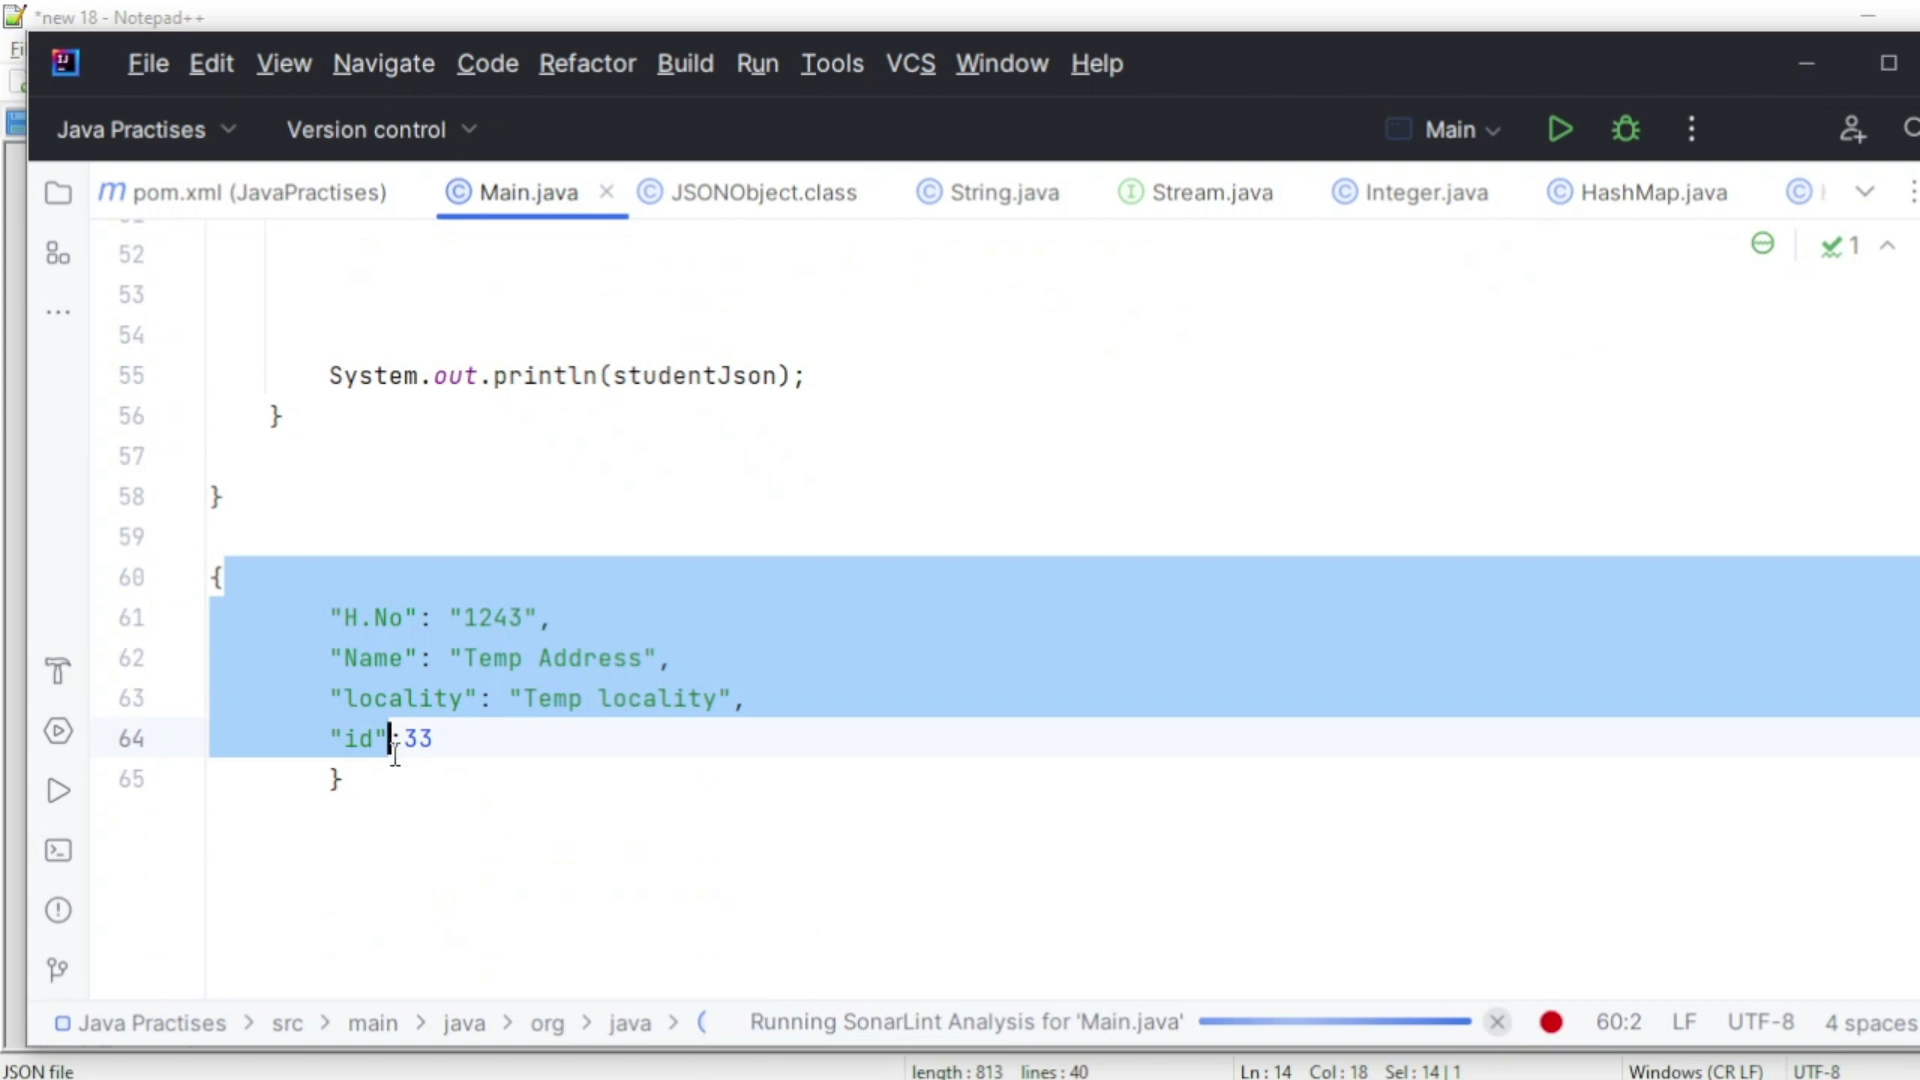 *new 18 - Notepad++
File Edit View Navigate Code Refactor Build Run Tools VCS Window Help
Java Practises Version control Main
pom.xml (JavaPractises) Main.java JSONObject.class String.java Stream.java Integer.java HashMap.java
52 1
53
54
55 System.out.println(studentJson);
56 }
57
58 }
59
60 {
61 "H.No": "1243",
62 "Name": "Temp Address",
63 "locality": "Temp locality",
64 "id":33
65 }
Java Practises > src > main > java > org > java > Running SonarLint Analysis for 'Main.java' 60:2 LF UTF-8 4 spaces
JSON file length : 813 lines : 40 Ln : 14 Col : 18 Sel : 14 | 1 Windows (CR LF) UTF-8